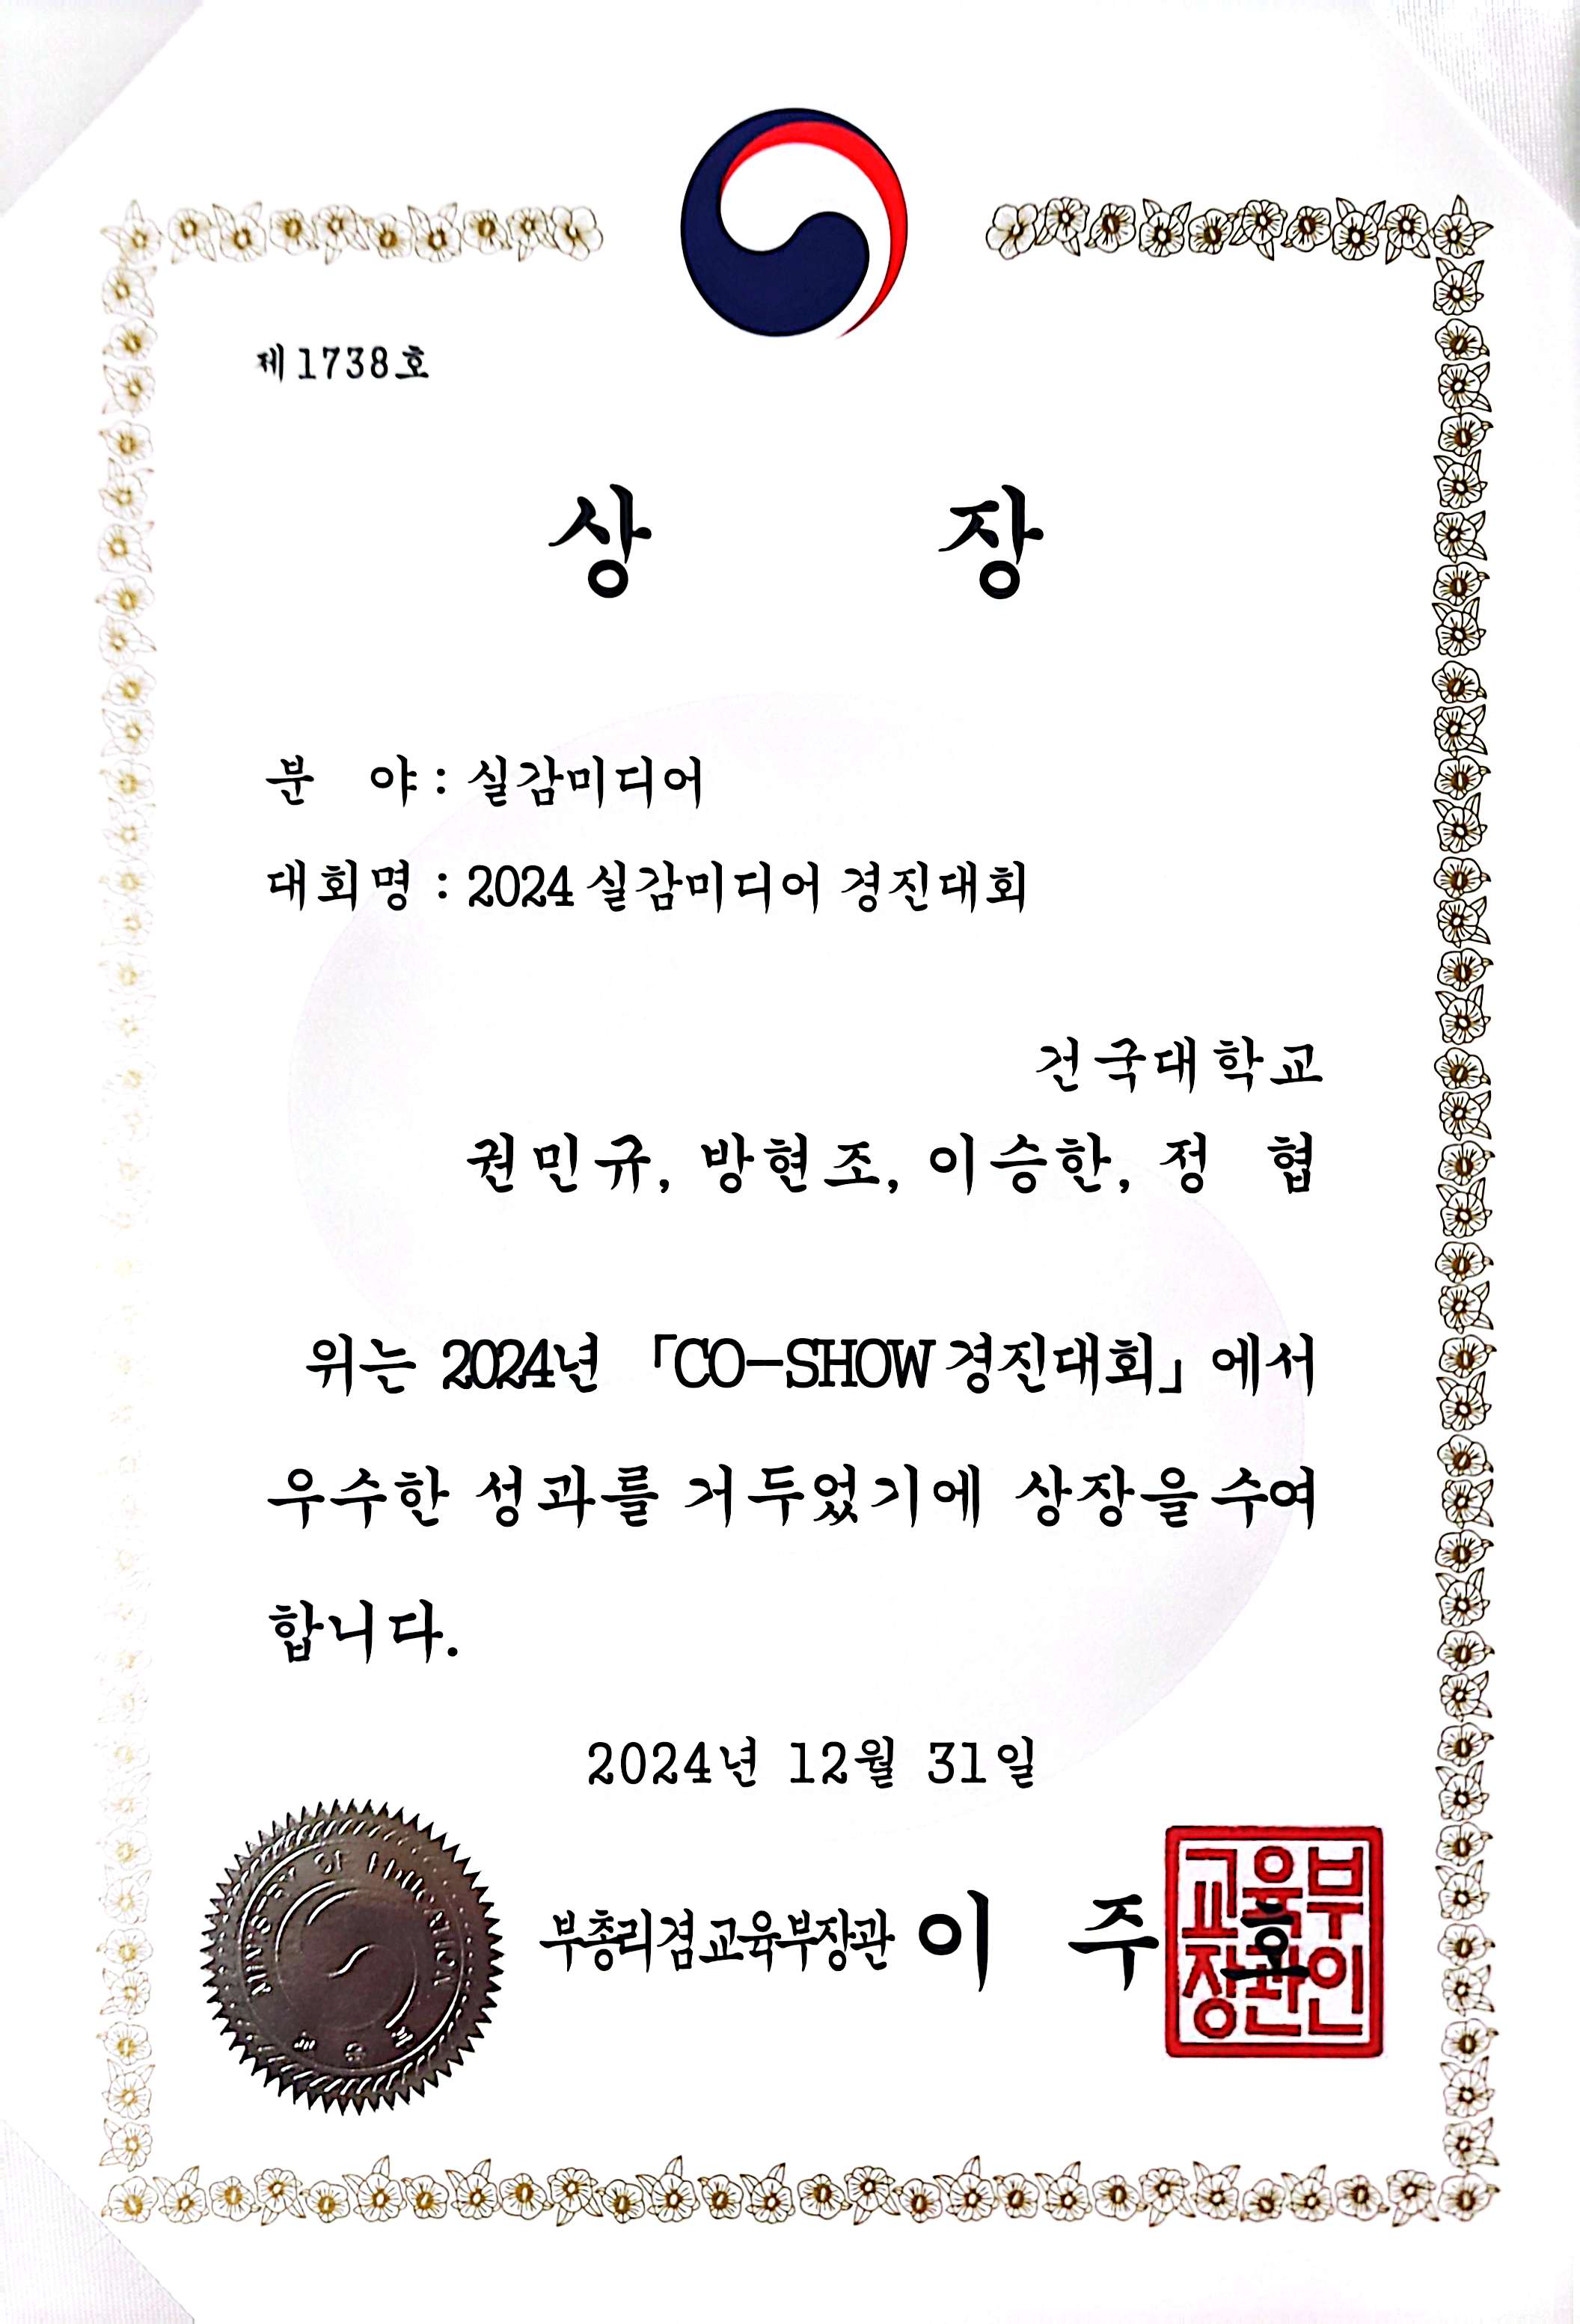 제1738호
상 장
분 야 : 실감미디어
대회명 : 2024 실감미디어 경진대회
건국대학교
권민규, 방현조, 이승한, 정 협
위는 2024년 「CO-SHOW 경진대회」에서
우수한 성과를 거두었기에 상장을 수여
합니다.
2024년 12월 31일
MINISTRY OF EDUCATION
교육부
부총리겸교육부장관 이 주 호
교육부
장관인